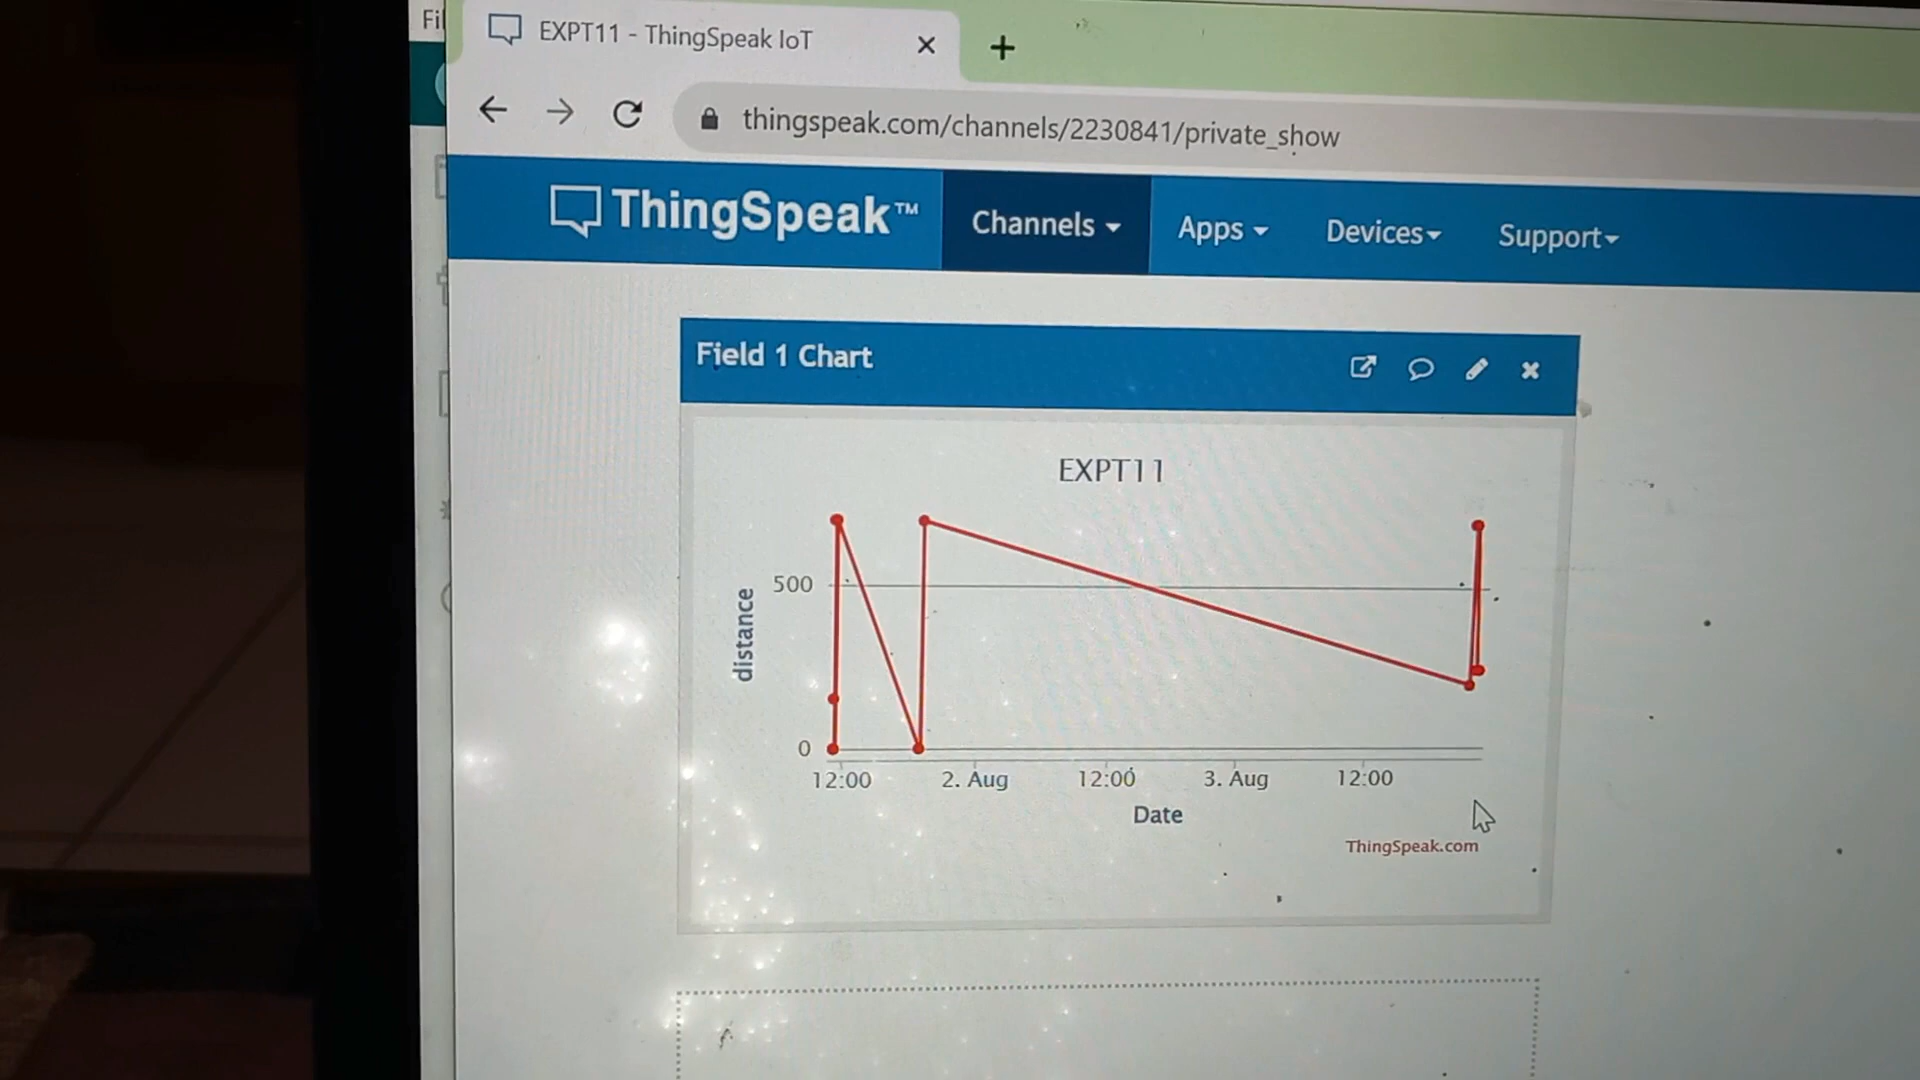 Fil
EXPT11 - ThingSpeak IoT
thingspeak.com/channels/2230841/private_show
ThingSpeak™ Channels Apps Devices Support
Field 1 Chart
EXPT11
500
distance
0
12:00 2. Aug 12:00 3. Aug 12:00
Date
ThingSpeak.com